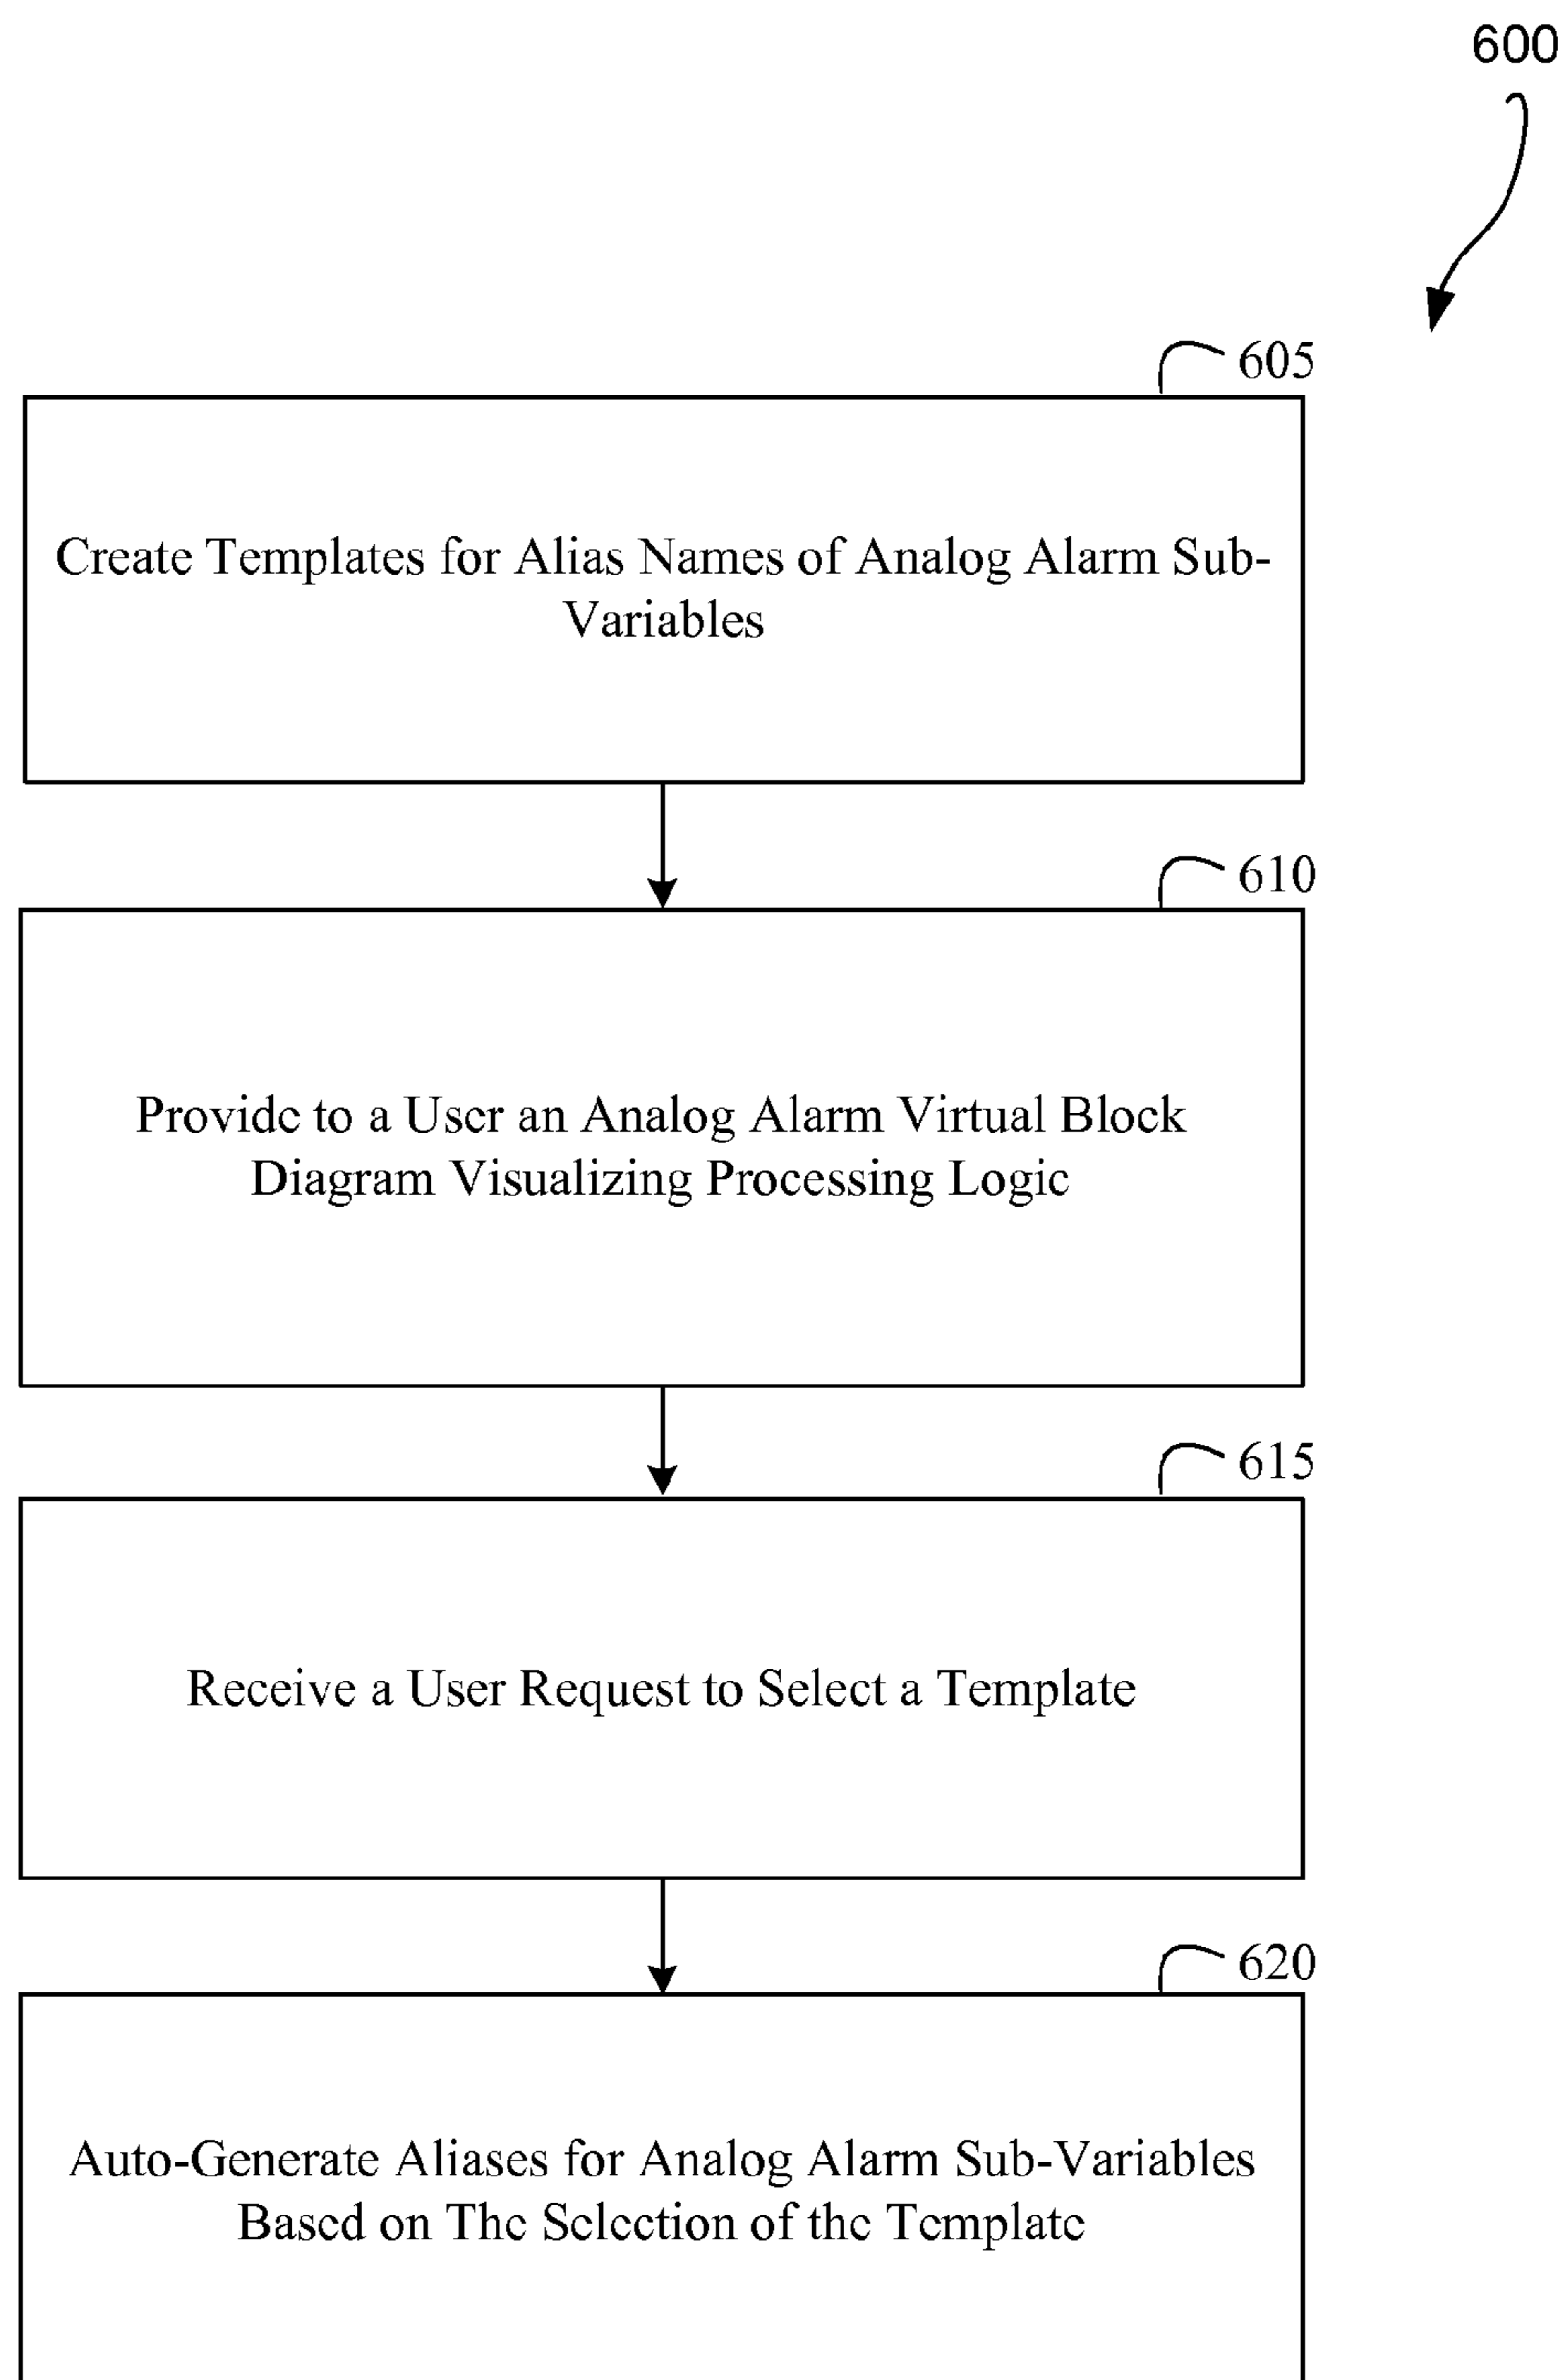 600
605
Create Templates for Alias Names of Analog Alarm Sub-
Variables
610
Provide to a User an Analog Alarm Virtual Block
Diagram Visualizing Processing Logic
615
Receive a User Request to Select a Template
620
Auto-Generate Aliases for Analog Alarm Sub-Variables
Based on The Selection of the Template